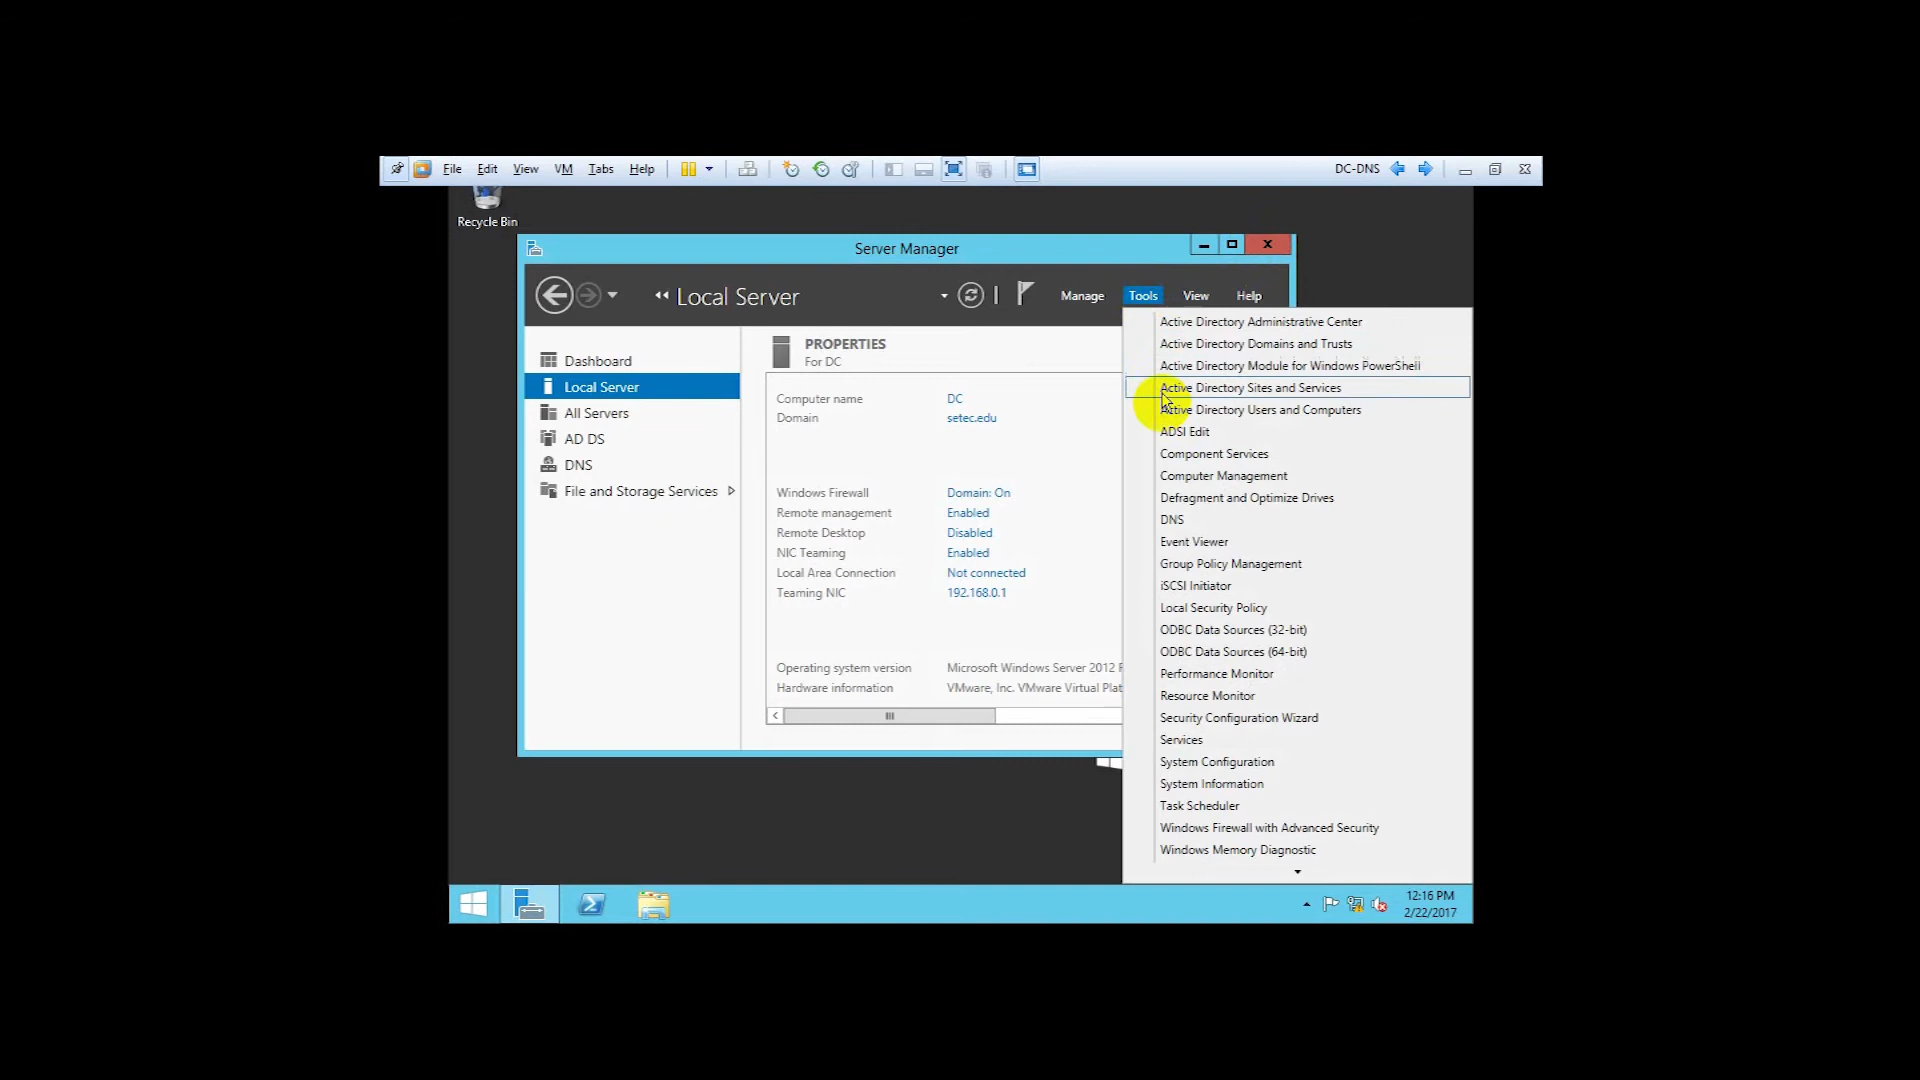 File Edit View VM Tabs Help DC-DNS
Recycle Bin
Server Manager
Local Server Manage Tools View Help
Dashboard
Local Server
All Servers
AD DS
DNS
File and Storage Services
PROPERTIES
For DC
Computer name DC
Domain setec.edu
Windows Firewall Domain: On
Remote management Enabled
Remote Desktop Disabled
NIC Teaming Enabled
Local Area Connection Not connected
Teaming NIC 192.168.0.1
Operating system version Microsoft Windows Server 2012
Hardware information VMware, Inc. VMware Virtual
Active Directory Administrative Center
Active Directory Domains and Trusts
Active Directory Module for Windows PowerShell
Active Directory Sites and Services
Active Directory Users and Computers
ADSI Edit
Component Services
Computer Management
Defragment and Optimize Drives
DNS
Event Viewer
Group Policy Management
iSCSI Initiator
Local Security Policy
ODBC Data Sources (32-bit)
ODBC Data Sources (64-bit)
Performance Monitor
Resource Monitor
Security Configuration Wizard
Services
System Configuration
System Information
Task Scheduler
Windows Firewall with Advanced Security
Windows Memory Diagnostic
12:16 PM
2/22/2017